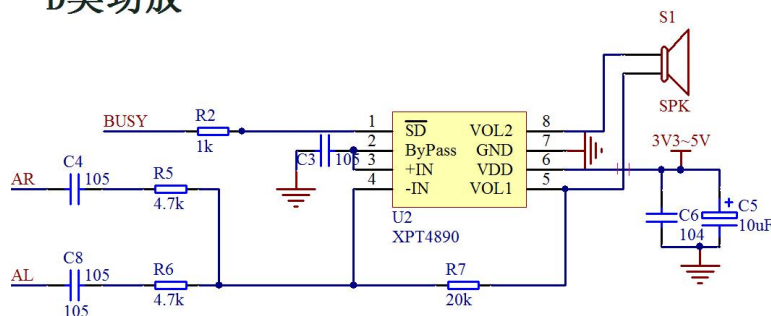 D类功放
S1
SPK
BUSY
R2
1k
1
2
3
4
SD
ByPass
+IN
-IN
VOL2
GND
VDD
VOL1
8
7
6
5
U2
XPT4890
C3
105
3V3~5V
C4
105
AR
R5
4.7k
C8
105
AL
105
R6
4.7k
R7
20k
C6
104
C5
+
10uF